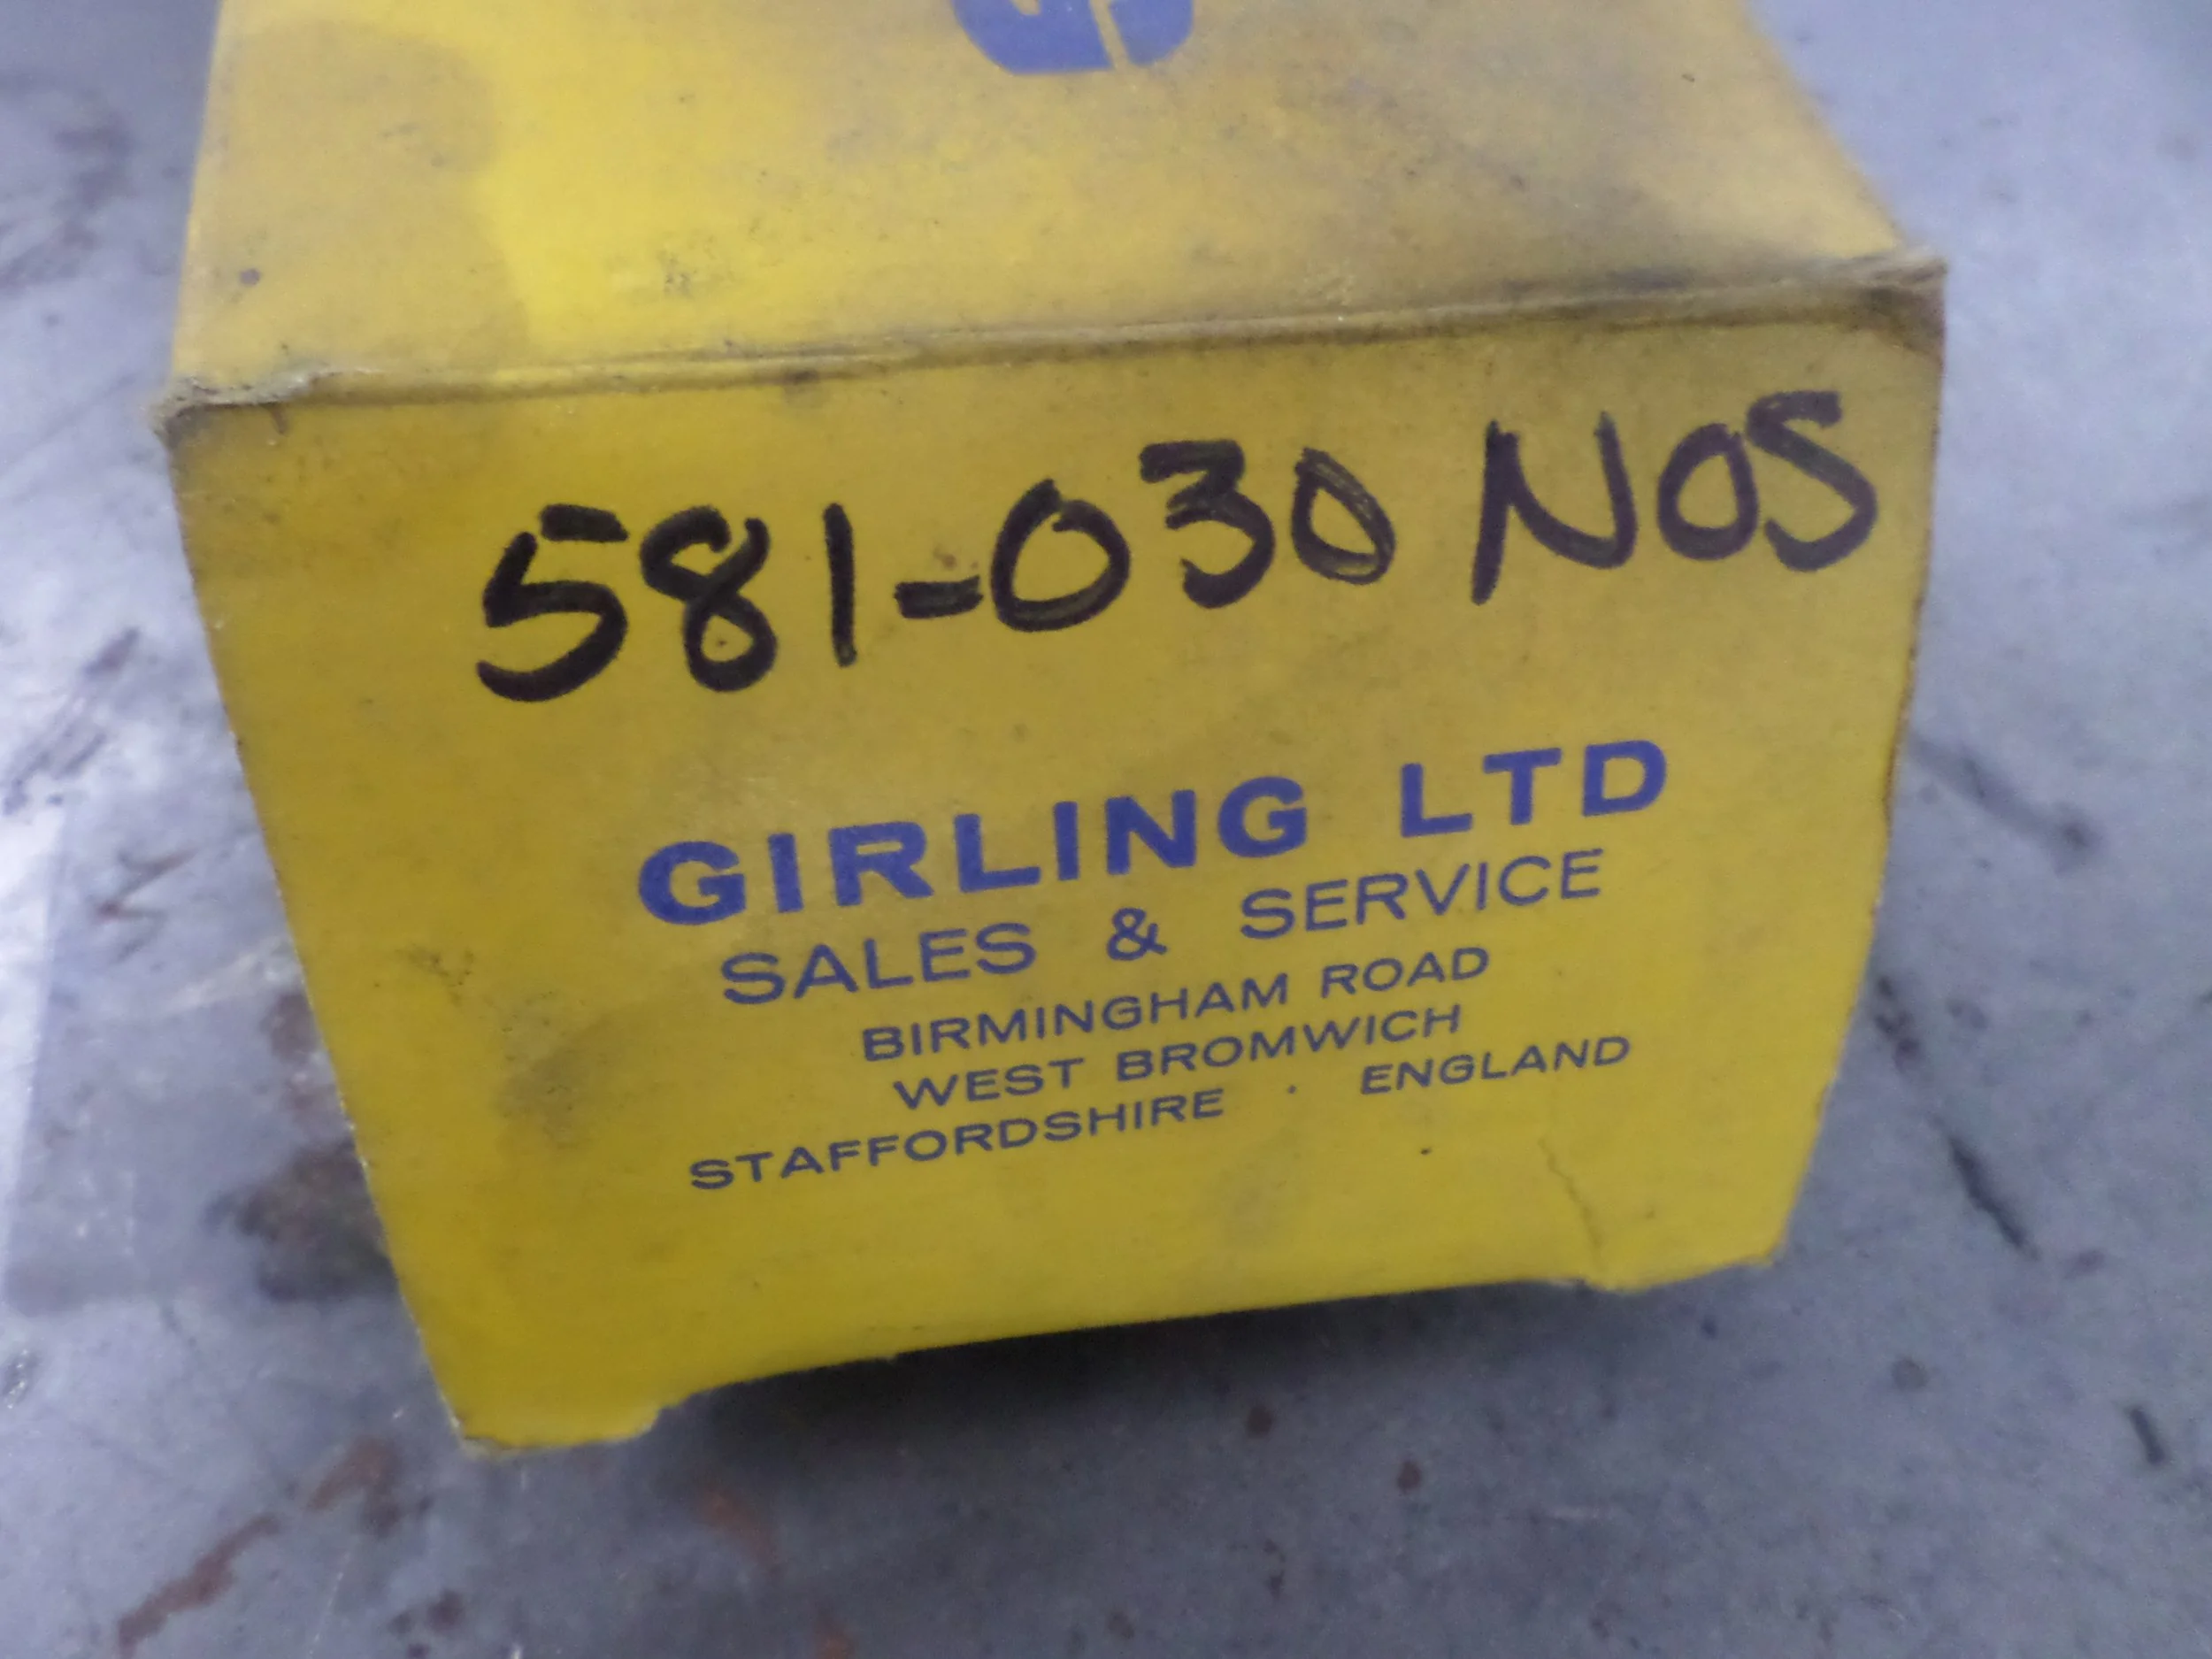 581-030 NOS
GIRLING LTD
SALES & SERVICE
BIRMINGHAM ROAD
WEST BROMWICH
STAFFORDSHIRE · ENGLAND